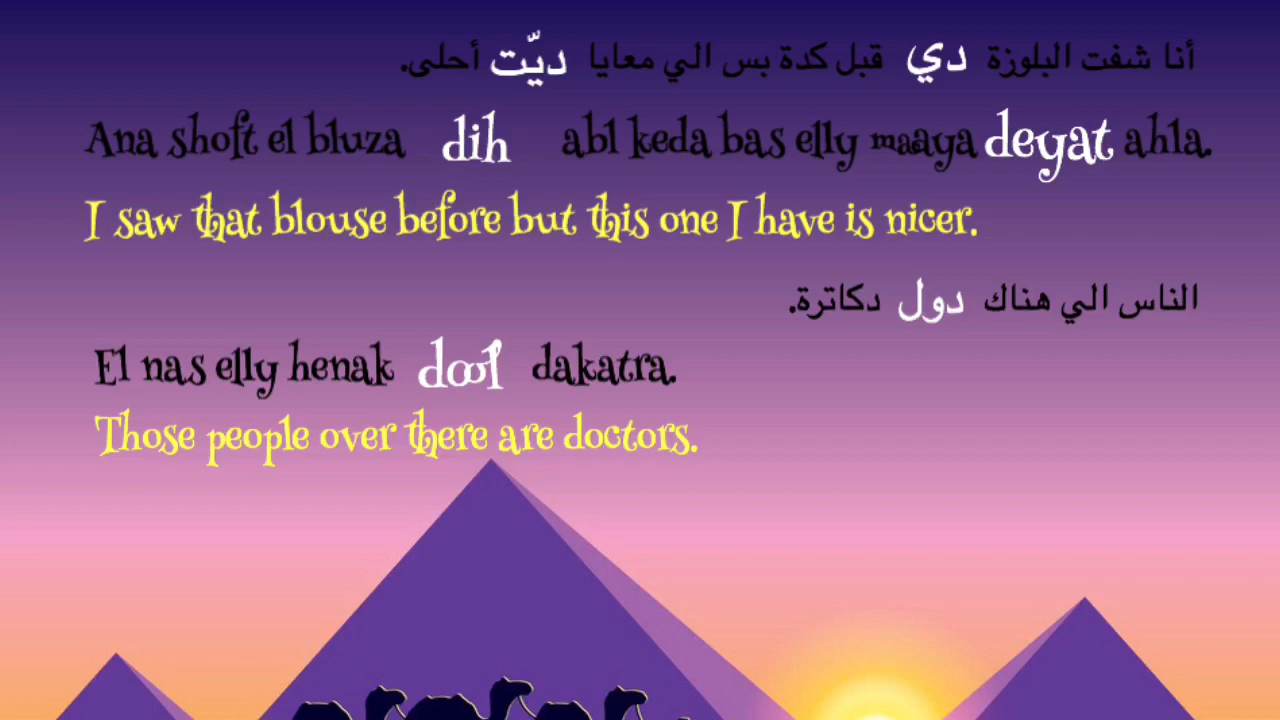 أنا شفت البلوزة دي قبل كدة بس الي معايا ديّت أحلى.
Ana shoft el bluza dih abl keda bas elly maaya deyat ahla.
I saw that blouse before but this one I have is nicer.
الناس الي هناك دول دكاترة.
El nas elly henak dool dakatra.
Those people over there are doctors.